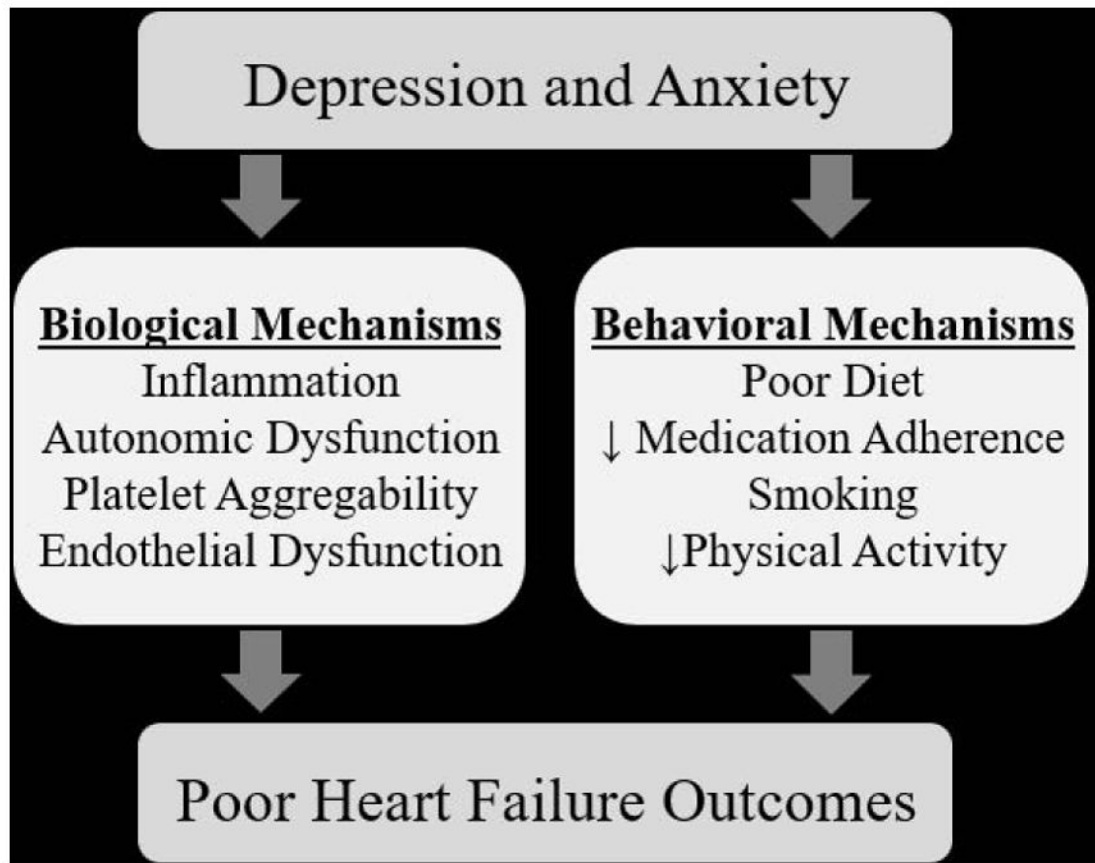 Depression and Anxiety
Biological Mechanisms
Inflammation
Autonomic Dysfunction
Platelet Aggregability
Endothelial Dysfunction
Behavioral Mechanisms
Poor Diet
↓ Medication Adherence
Smoking
↓Physical Activity
Poor Heart Failure Outcomes